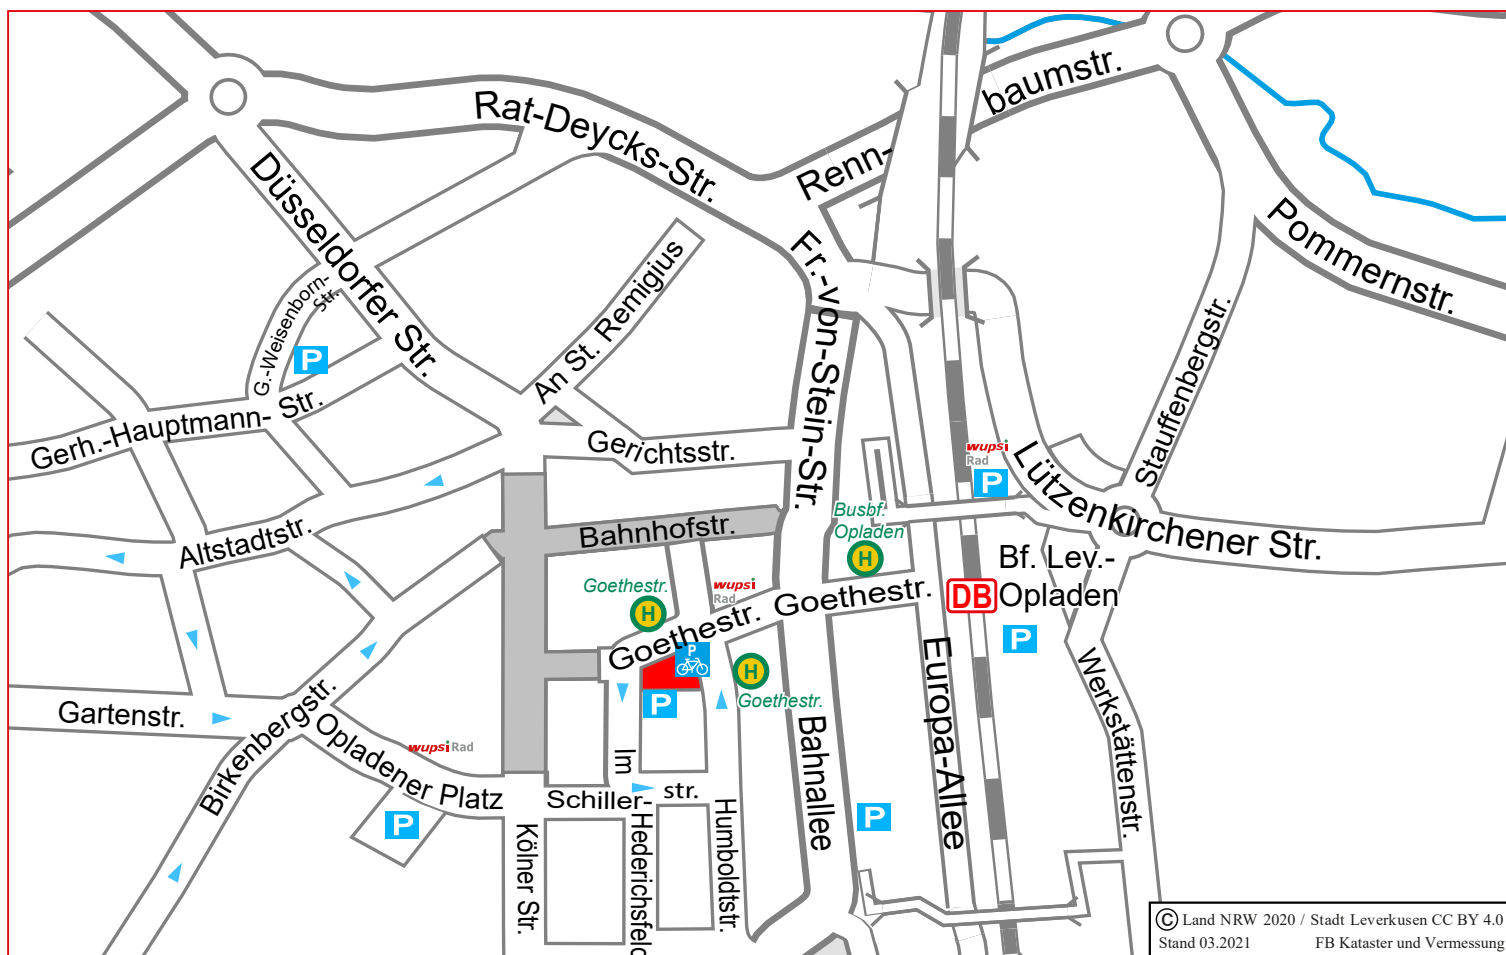 Rat-Deycks-Str.
Renn-
baumstr.
Düsseldorfer Str.
Pommernstr.
G.-Weisenborn-
Str.
P
An St. Remigius
Fr.-von-Stein-Str.
Stauffenbergstr.
Gerh.-Hauptmann- Str.
Gerichtsstr.
wupsi
Rad
P
Lützenkirchener Str.
Altstadtstr.
Bahnhofstr.
Busbf.
Opladen
H
Bf. Lev.-
Opladen
DB
P
Goethestr.
H
wupsi
Rad
Goethestr.
Goethestr.
P
P
H
Goethestr.
Gartenstr.
Birkenbergstr.
Opladener Platz
wupsi Rad
P
Im
Hederichsfeld
Schiller-
str.
Kölner Str.
Humboldtstr.
Bahnallee
P
Europa-Allee
Werkstättenstr.
© Land NRW 2020 / Stadt Leverkusen CC BY 4.0
Stand 03.2021 FB Kataster und Vermessung